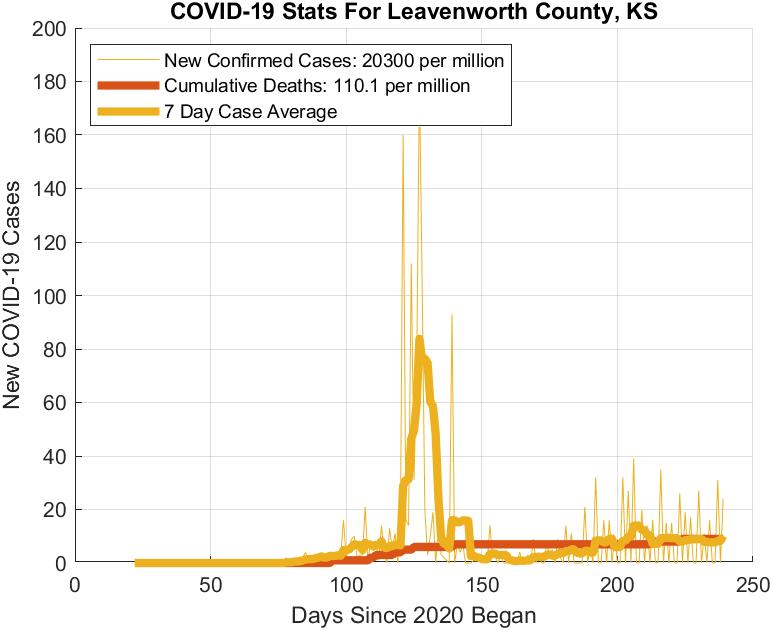 COVID-19 Stats For Leavenworth County, KS
New Confirmed Cases: 20300 per million
Cumulative Deaths: 110.1 per million
7 Day Case Average
New COVID-19 Cases
200
180
160
140
120
100
80
60
40
20
0
0 50 100 150 200 250
Days Since 2020 Began